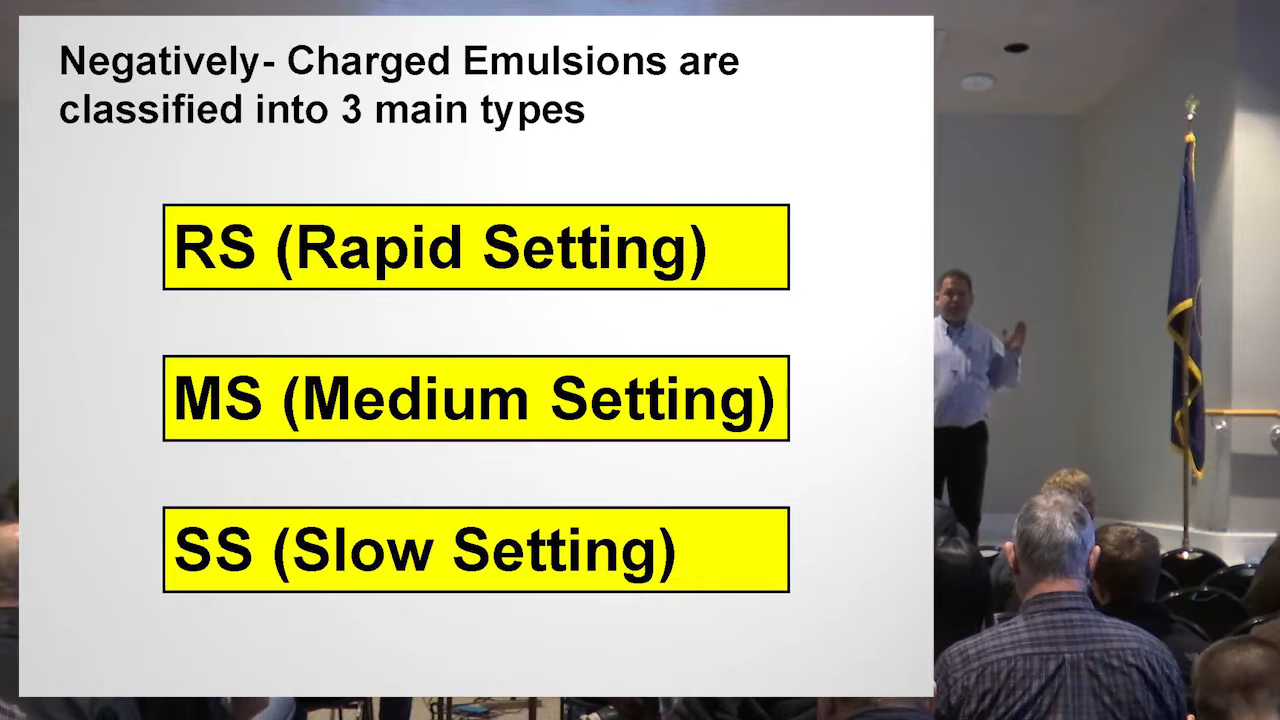 Negatively- Charged Emulsions are
classified into 3 main types
RS (Rapid Setting)
MS (Medium Setting)
SS (Slow Setting)